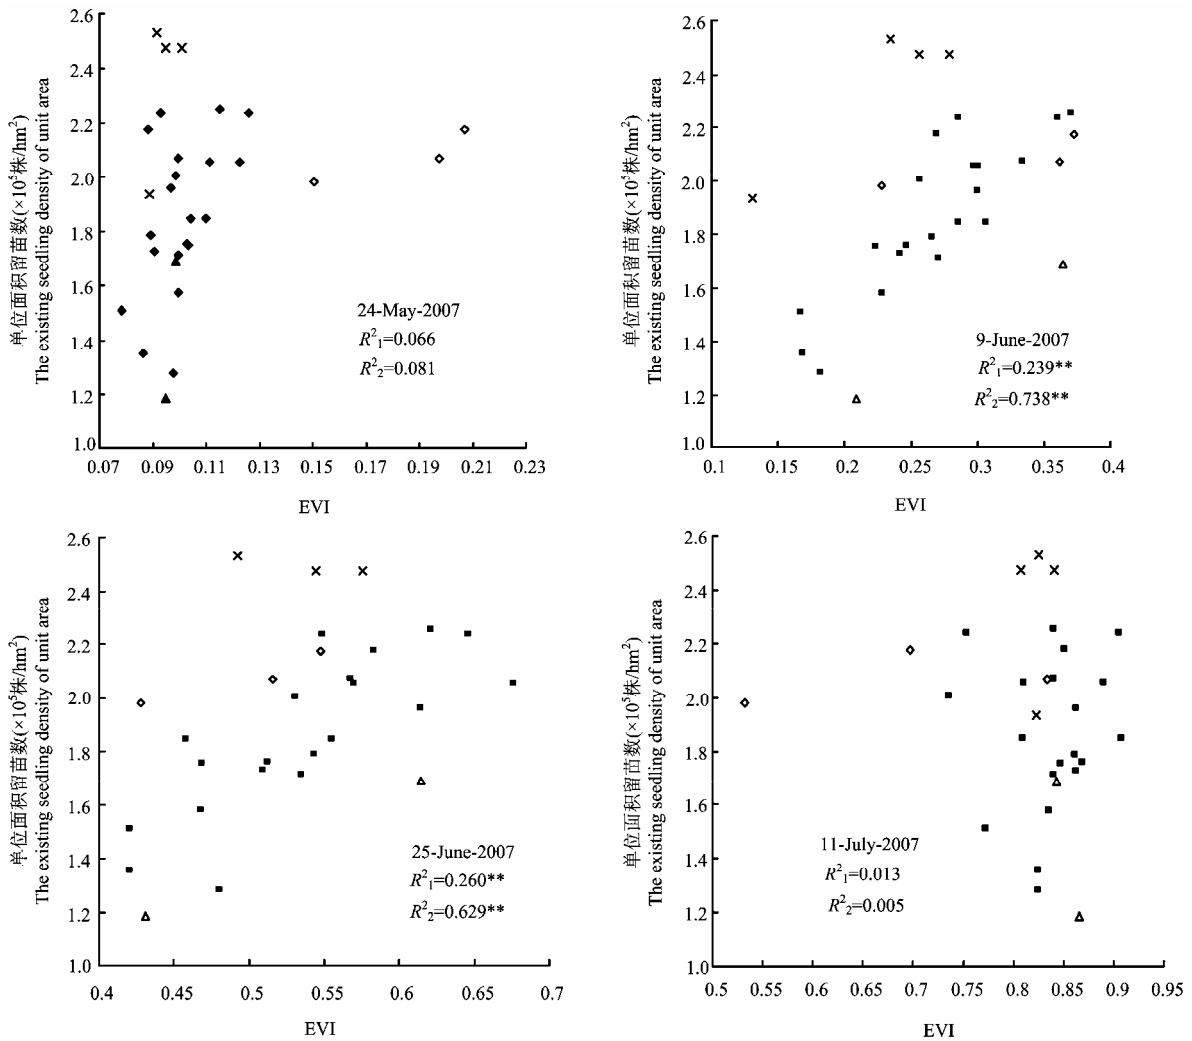 单位面积留苗数(×10⁵株/hm²)
The existing seedling density of unit area
2.6
2.4
2.2
2.0
1.8
1.6
1.4
1.2
1.0
24-May-2007
R²₁=0.066
R²₂=0.081
0.07 0.09 0.11 0.13 0.15 0.17 0.19 0.21 0.23
EVI
单位面积留苗数(×10⁵株/hm²)
The existing seedling density of unit area
2.6
2.4
2.2
2.0
1.8
1.6
1.4
1.2
1.0
9-June-2007
R²₁=0.239**
R²₂=0.738**
0.1 0.15 0.2 0.25 0.3 0.35 0.4
EVI
单位面积留苗数(×10⁵株/hm²)
The existing seedling density of unit area
2.6
2.4
2.2
2.0
1.8
1.6
1.4
1.2
1.0
25-June-2007
R²₁=0.260**
R²₂=0.629**
0.4 0.45 0.5 0.55 0.6 0.65 0.7
EVI
单位面积留苗数(×10⁵株/hm²)
The existing seedling density of unit area
2.6
2.4
2.2
2.0
1.8
1.6
1.4
1.2
1.0
11-July-2007
R²₁=0.013
R²₂=0.005
0.5 0.55 0.6 0.65 0.7 0.75 0.8 0.85 0.9 0.95
EVI